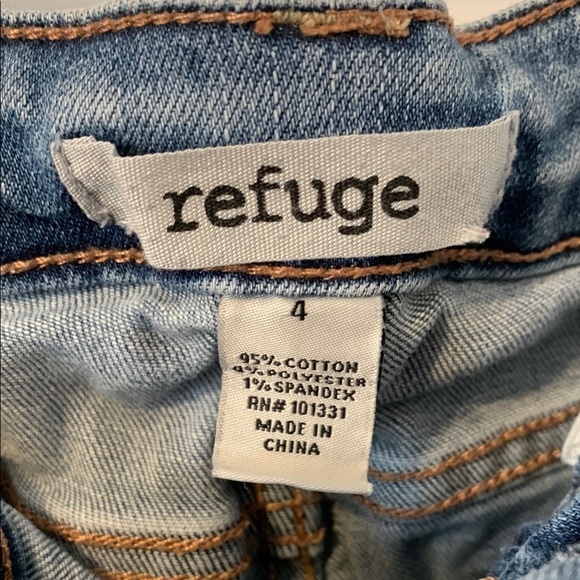 refuge
4
95% COTTON
4% POLYESTER
1% SPANDEX
RN# 101331
MADE IN
CHINA